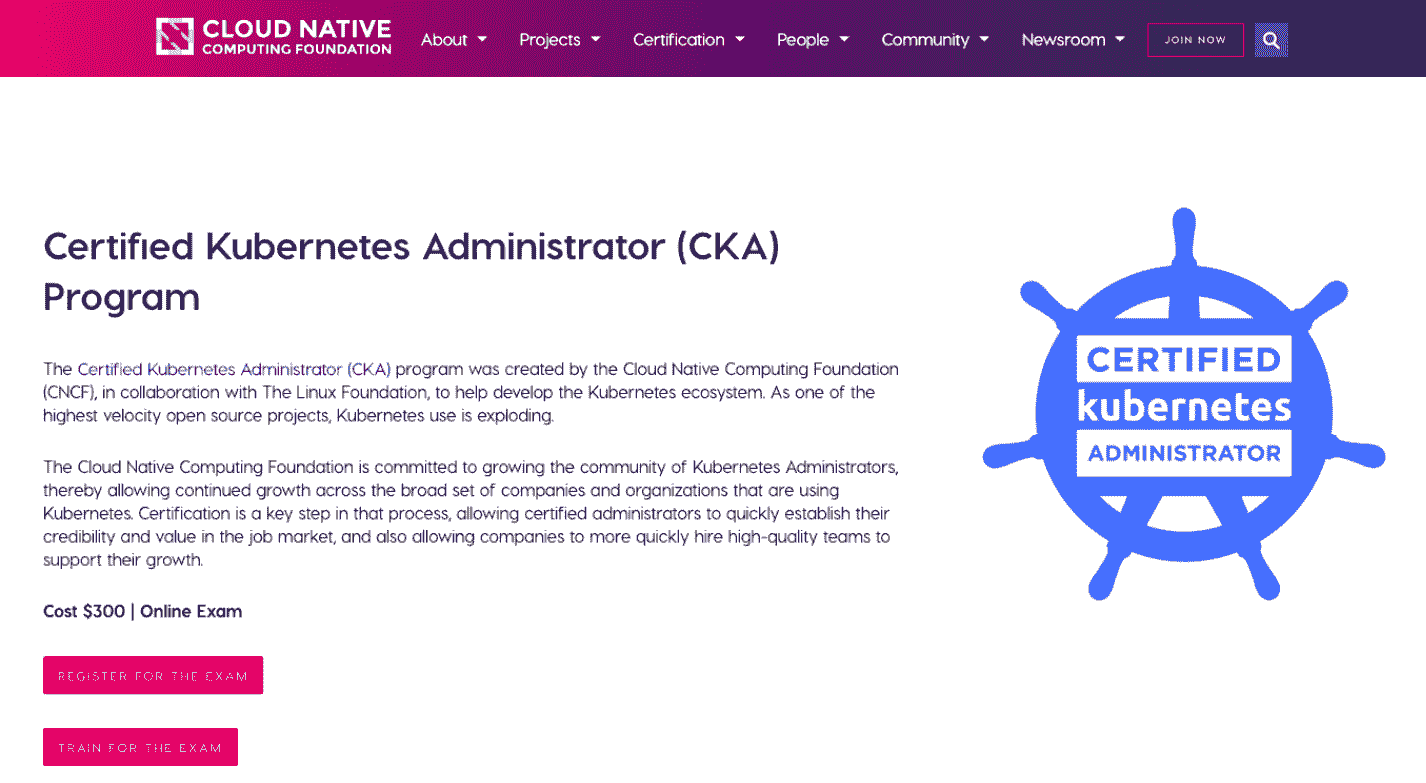 CLOUD NATIVE
COMPUTING FOUNDATION
About
Projects
Certification
People
Community
Newsroom
JOIN NOW
Certified Kubernetes Administrator (CKA)
Program
The Certified Kubernetes Administrator (CKA) program was created by the Cloud Native Computing Foundation
(CNCF), in collaboration with The Linux Foundation, to help develop the Kubernetes ecosystem. As one of the
highest velocity open source projects, Kubernetes use is exploding.
The Cloud Native Computing Foundation is committed to growing the community of Kubernetes Administrators,
thereby allowing continued growth across the broad set of companies and organizations that are using
Kubernetes. Certification is a key step in that process, allowing certified administrators to quickly establish their
credibility and value in the job market, and also allowing companies to more quickly hire high-quality teams to
support their growth.
Cost $300 | Online Exam
REGISTER FOR THE EXAM
TRAIN FOR THE EXAM
CERTIFIED
kubernetes
ADMINISTRATOR